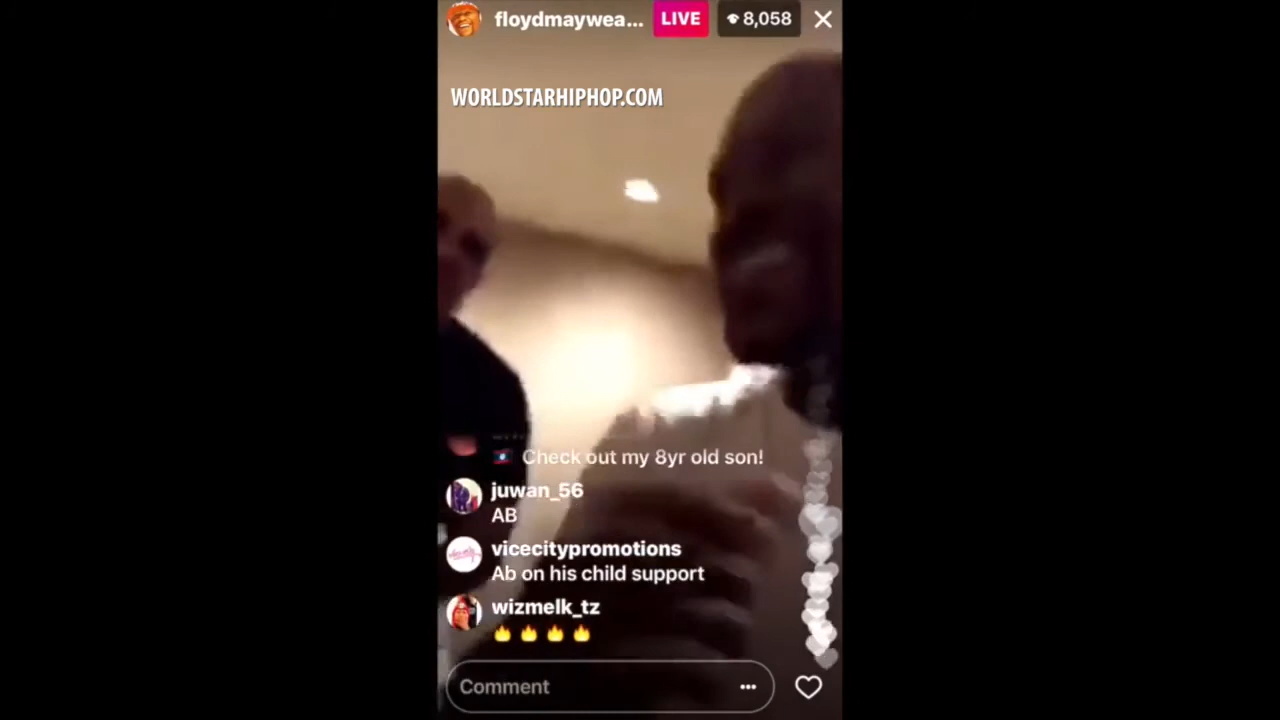 floydmaywea...
LIVE
8,058
WORLDSTARHIPHOP.COM
Check out my 8yr old son!
juwan_56
AB
vicecitypromotions
Ab on his child support
wizmelk_tz
🔥 🔥 🔥 🔥
Comment